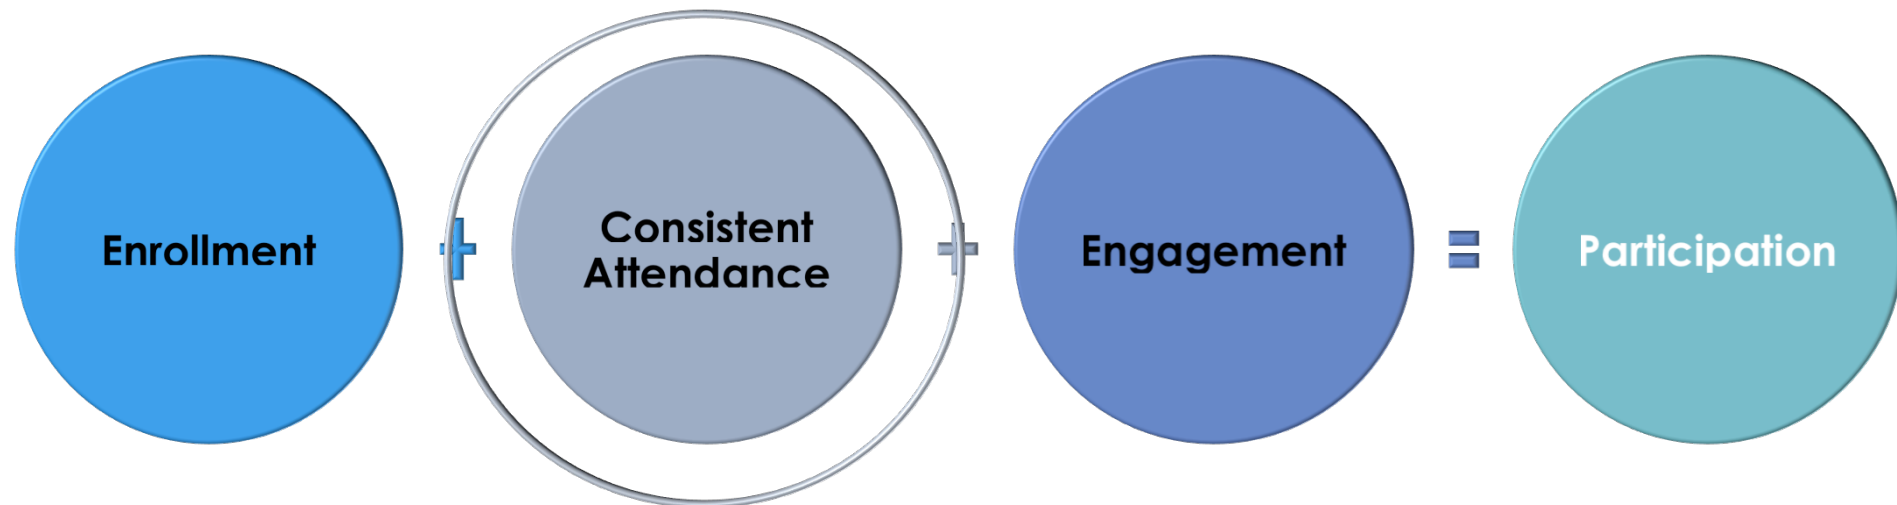 Enrollment
+
Consistent
Attendance
+
Engagement
=
Participation